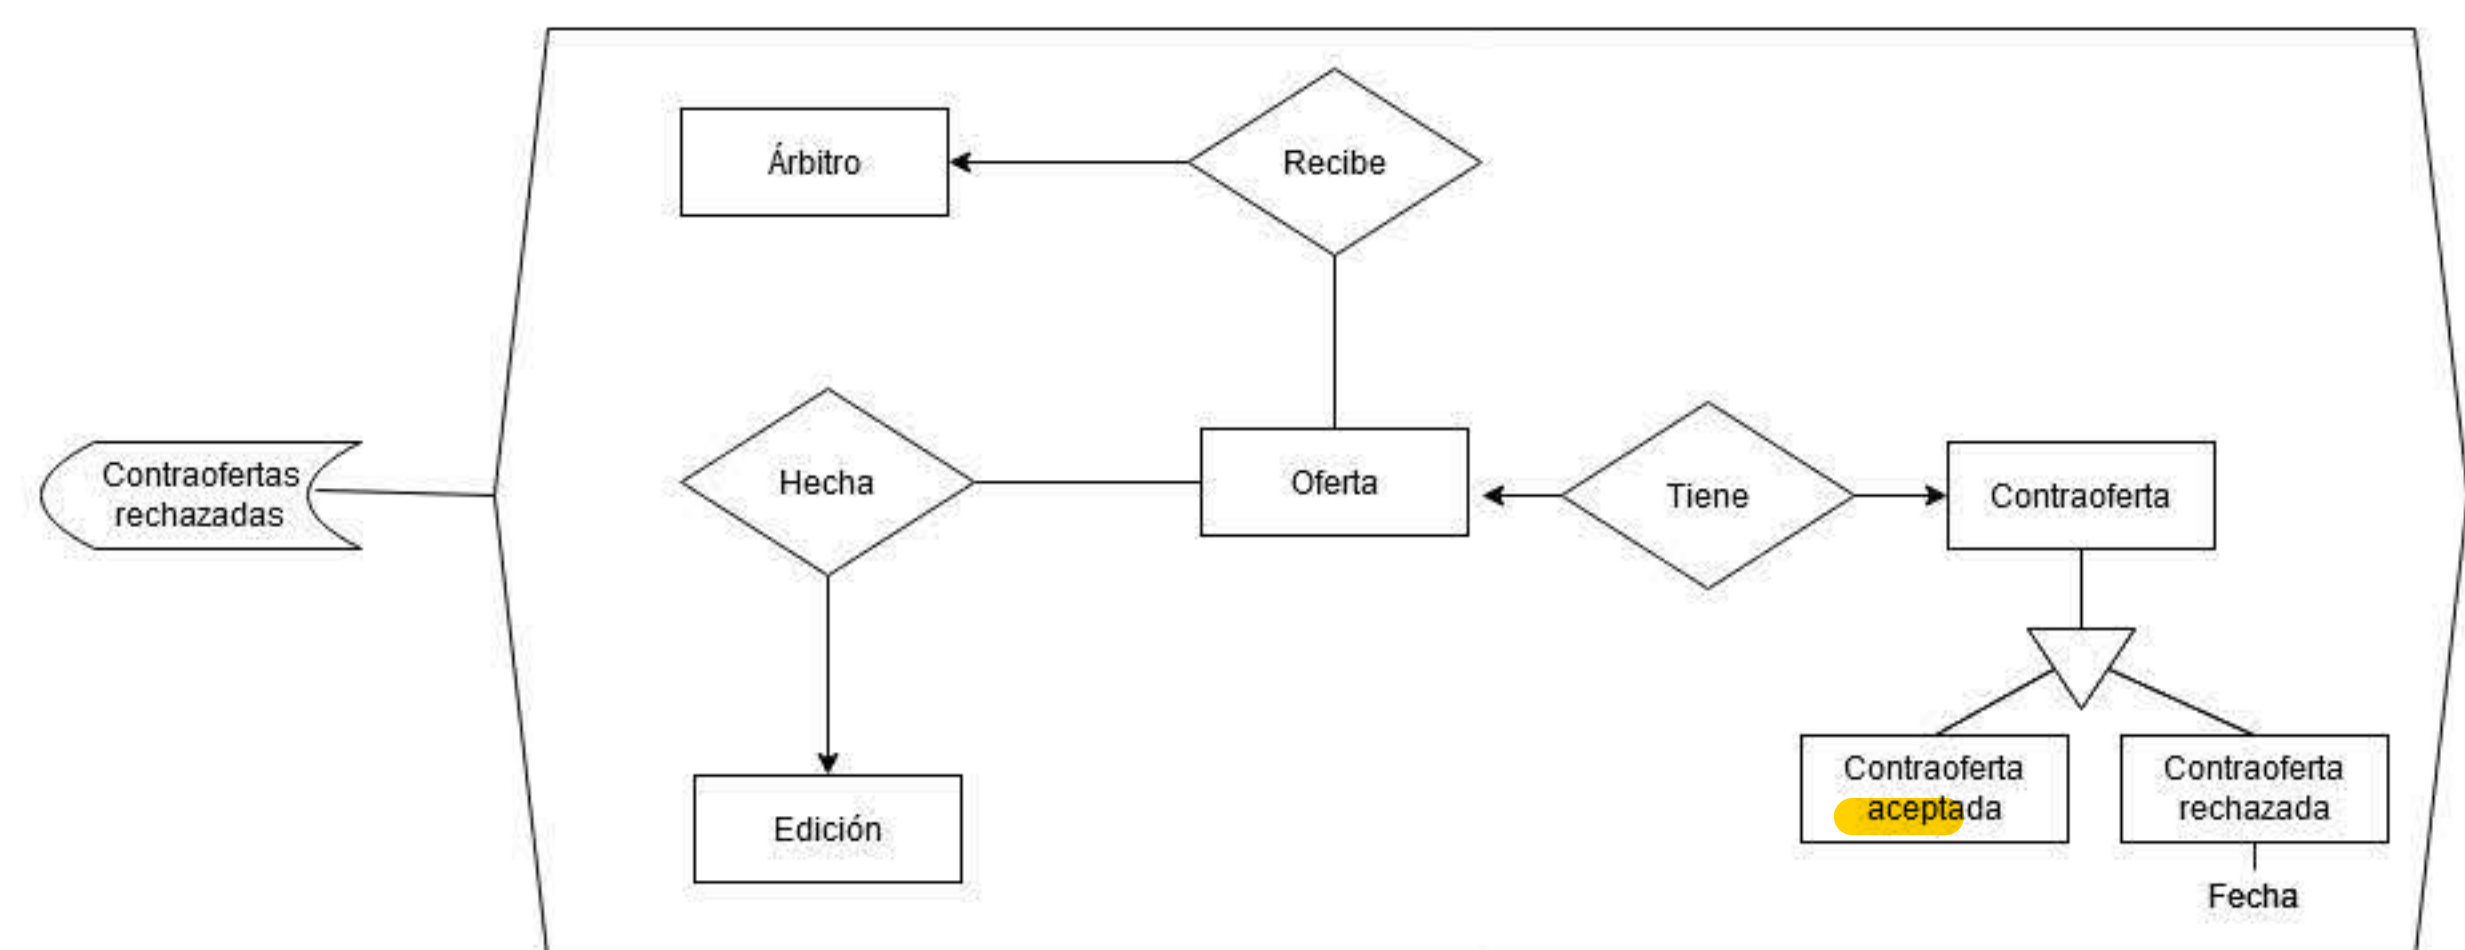 Árbitro
Recibe
Contraofertas
rechazadas
Hecha
Oferta
Tiene
Contraoferta
Edición
Contraoferta
aceptada
Contraoferta
rechazada
Fecha